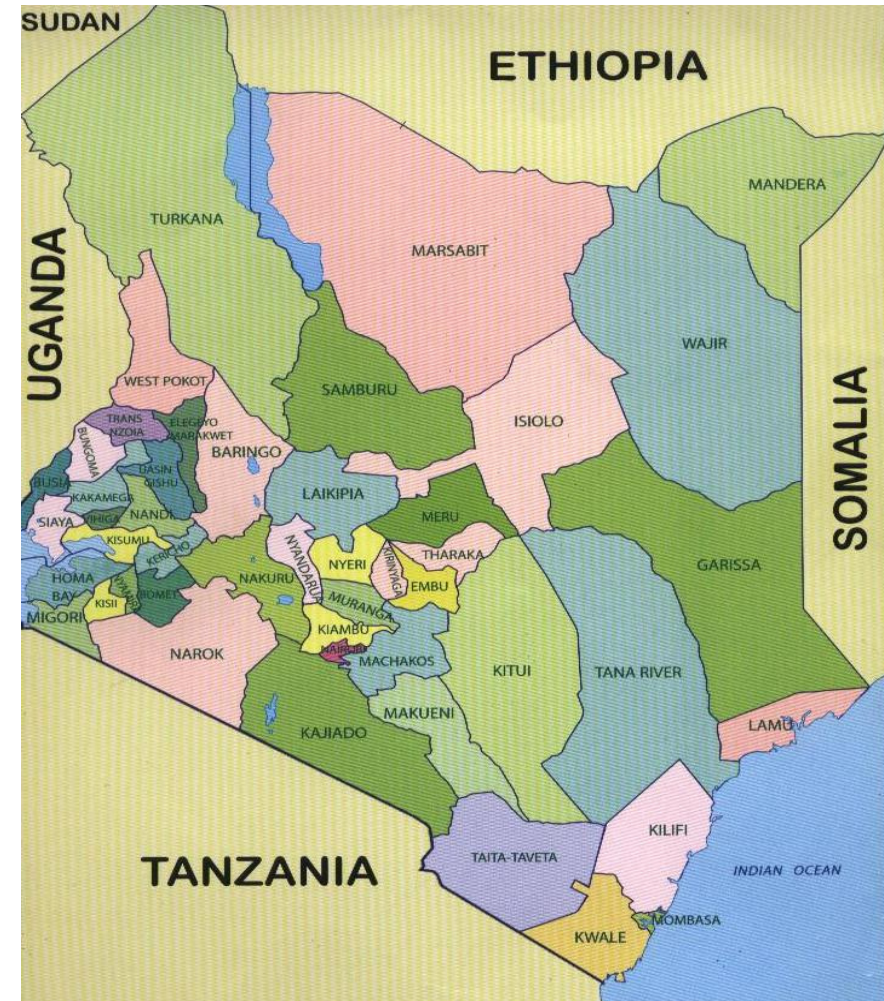 SUDAN
ETHIOPIA
MANDERA
TURKANA
MARSABIT
UGANDA
WAJIR
WEST POKOT
SAMBURU
ISIOLO
TRANS
NZOIA
ELEGEYO
MARAKWET
BUNGOMA
BARINGO
UASIN
GISHU
BUSIA
KAKAMEGA
LAIKIPIA
SOMALIA
SIAYA
VIHIGA
NANDI
MERU
KISUMU
KERICHO
NYANDARUA
NYERI
KIRINYAGA
THARAKA
GARISSA
HOMA
BAY
NYAMIRA
BOMET
NAKURU
EMBU
KISII
MURANGA
MIGORI
KIAMBU
NAIROBI
NAROK
MACHAKOS
KITUI
TANA RIVER
MAKUENI
KAJIADO
LAMU
KILIFI
TANZANIA
TAITA-TAVETA
INDIAN OCEAN
MOMBASA
KWALE